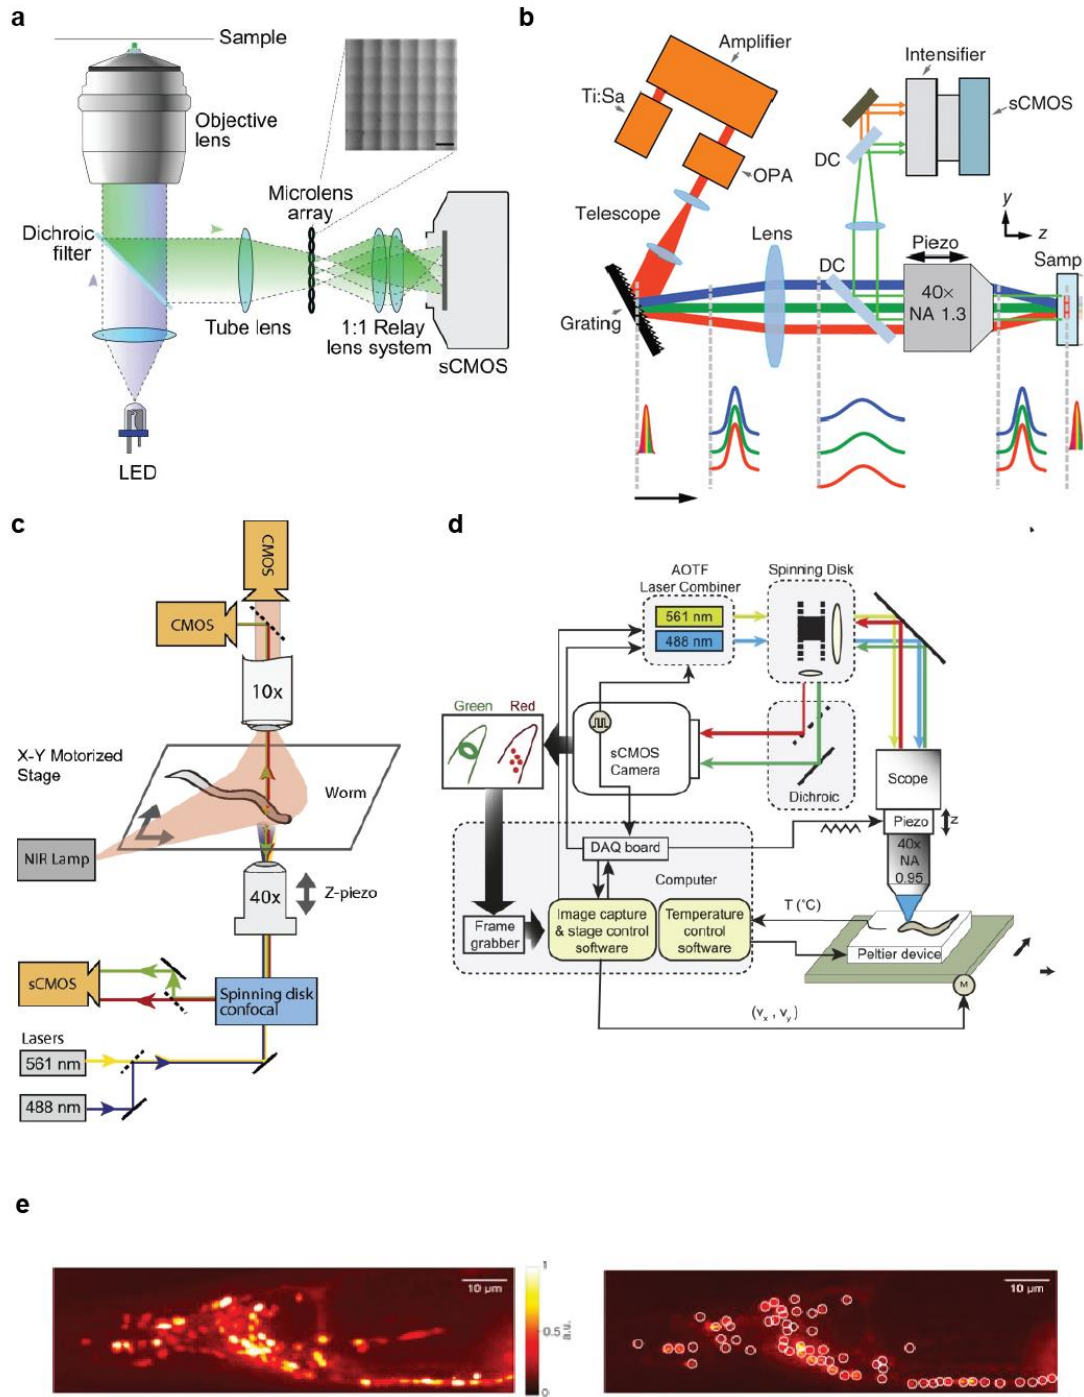 a
Sample
Objective
lens
Microlens
array
Dichroic
filter
Tube lens
1:1 Relay
lens system
sCMOS
LED
b
Amplifier
Ti:Sa
OPA
Telescope
Grating
Lens
DC
DC
Intensifier
sCMOS
y
z
Piezo
40×
NA 1.3
Samp
c
CMOS
CMOS
10x
X-Y Motorized
Stage
Worm
NIR Lamp
40x
Z-piezo
sCMOS
Spinning disk
confocal
Lasers
561 nm
488 nm
d
AOTF
Laser Combiner
561 nm
488 nm
Spinning Disk
Green
Red
sCMOS
Camera
Dichroic
Scope
Piezo
z
40x
NA
0.95
DAQ board
Computer
Frame
grabber
Image capture
& stage control
software
Temperature
control
software
T (°C)
Peltier device
M
(vx , vy )
e
10 µm
1
0.5
0
a.u.
10 µm